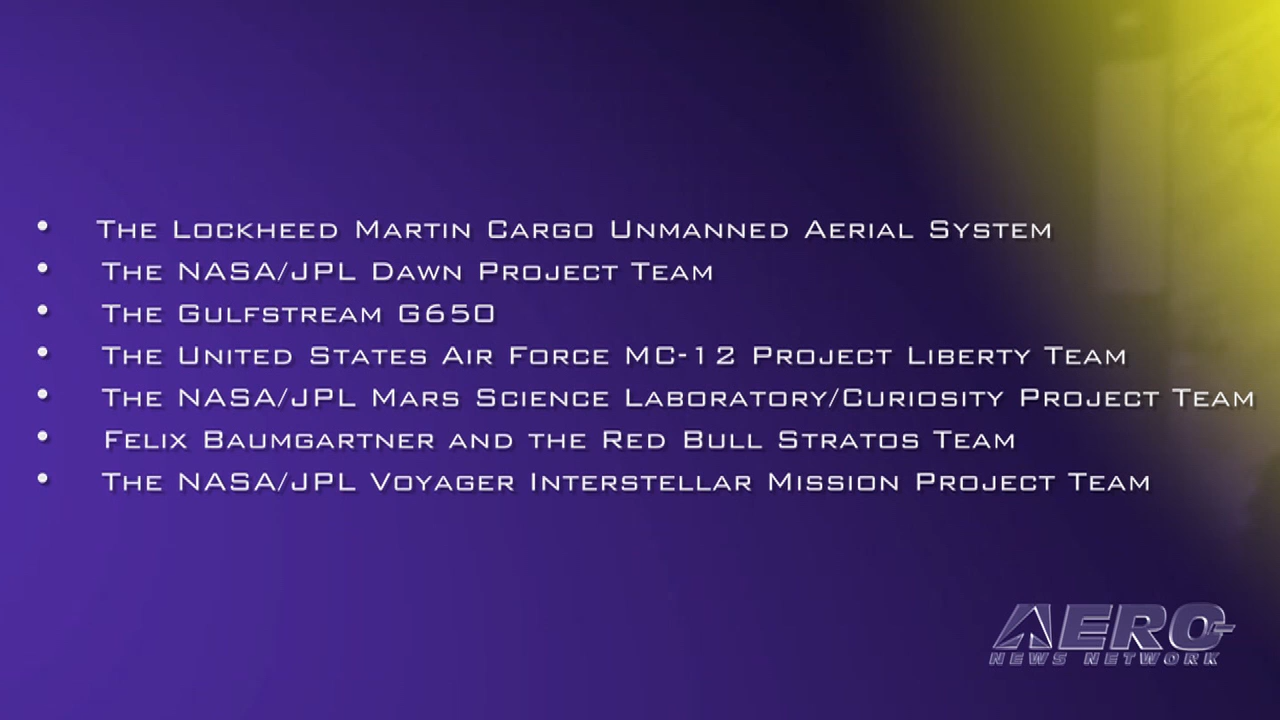 • The Lockheed Martin Cargo Unmanned Aerial System
• The NASA/JPL Dawn Project Team
• The Gulfstream G650
• The United States Air Force MC-12 Project Liberty Team
• The NASA/JPL Mars Science Laboratory/Curiosity Project Team
• Felix Baumgartner and the Red Bull Stratos Team
• The NASA/JPL Voyager Interstellar Mission Project Team
AERO
NEWS NETWORK